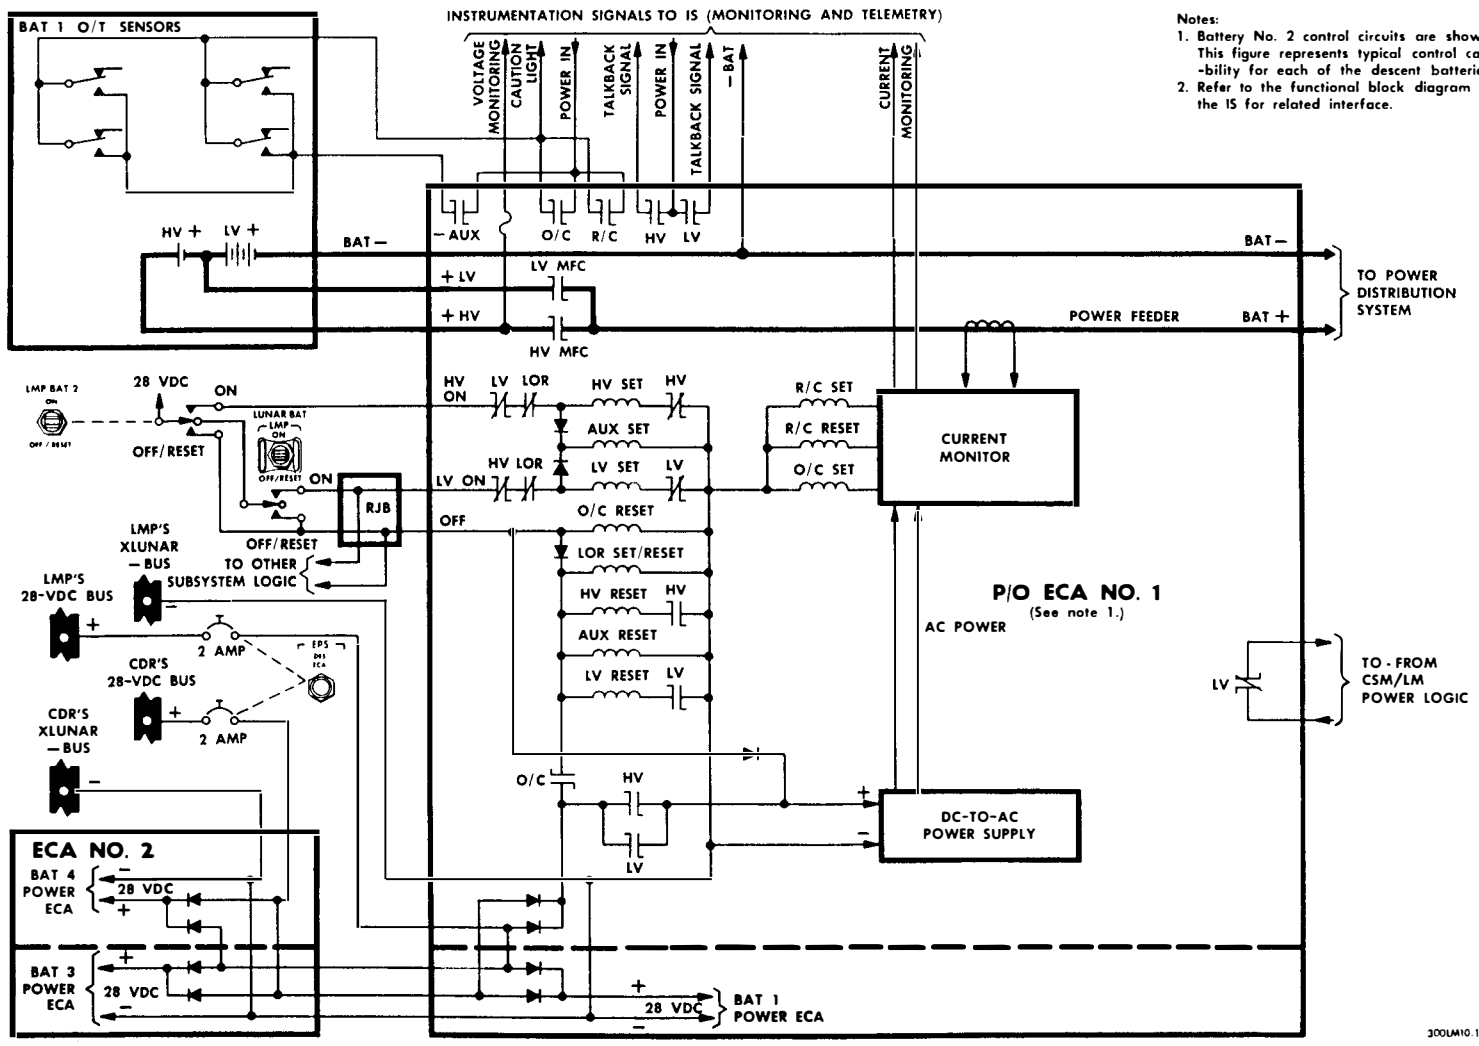 BAT 1 O/T SENSORS
INSTRUMENTATION SIGNALS TO IS (MONITORING AND TELEMETRY)
VOLTAGE
MONITORING
CAUTION
LIGHT
POWER IN
TALKBACK
SIGNAL
POWER IN
TALKBACK SIGNAL
—BAT
CURRENT
MONITORING
Notes:
1. Battery No. 2 control circuits are show
This figure represents typical control ca
-bility for each of the descent batterie
2. Refer to the functional block diagram
the IS for related interface.
— AUX
O/C
R/C
HV
LV
HV +
LV +
BAT —
BAT —
+ LV
LV MFC
+ HV
HV MFC
POWER FEEDER
BAT +
TO POWER
DISTRIBUTION
SYSTEM
LMP BAT 2
ON
OFF / RESET
28 VDC
ON
OFF/RESET
LUNAR BAT
LMP
ON
OFF/RESET
ON
OFF/RESET
RJB
HV
ON
LV
LOR
HV SET
HV
AUX SET
LV ON
HV
LOR
LV SET
LV
R/C SET
R/C RESET
O/C SET
CURRENT
MONITOR
OFF
O/C RESET
LOR SET/RESET
HV RESET
HV
AUX RESET
LV RESET
LV
TO OTHER
SUBSYSTEM LOGIC
LMP'S
XLUNAR
— BUS
—
LMP'S
28-VDC BUS
+
2 AMP
EPS
DES
ECA
CDR'S
28-VDC BUS
+
2 AMP
CDR'S
XLUNAR
— BUS
—
P/O ECA NO. 1
(See note 1.)
AC POWER
LV
TO - FROM
CSM/LM
POWER LOGIC
O/C
HV
LV
+
—
DC-TO-AC
POWER SUPPLY
ECA NO. 2
BAT 4
POWER
ECA
—
28 VDC
+
BAT 3
POWER
ECA
+
28 VDC
—
+
28 VDC
—
BAT 1
POWER ECA
300LM10-1